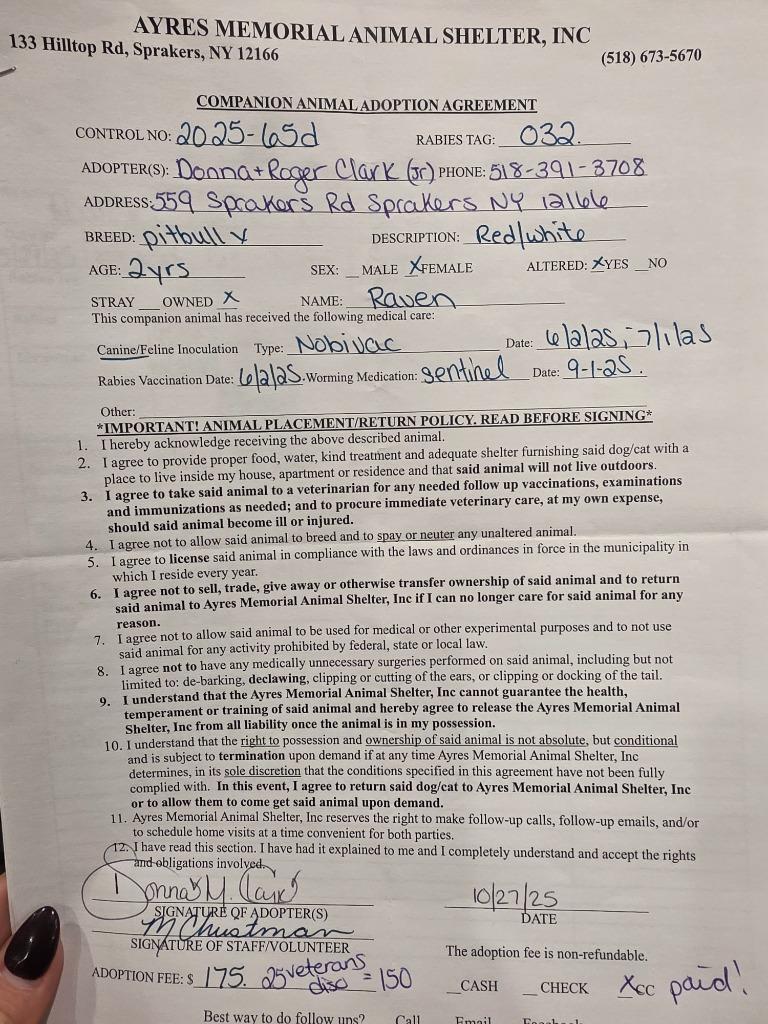 AYRES MEMORIAL ANIMAL SHELTER, INC
133 Hilltop Rd, Sprakers, NY 12166 (518) 673-5670
COMPANION ANIMAL ADOPTION AGREEMENT
CONTROL NO: 2025-65d RABIES TAG: 032.
ADOPTER(S): Donna + Roger Clark (Jr) PHONE: 518-391-3708
ADDRESS: 559 Sprakers Rd Sprakers NY 12166
BREED: pitbull x DESCRIPTION: Red/white
AGE: 2yrs SEX: __ MALE X FEMALE ALTERED: X YES __ NO
STRAY ___ OWNED X NAME: Raven
This companion animal has received the following medical care:
Canine/Feline Inoculation Type: Nobivac Date: 6/2/25, 7/1/25
Rabies Vaccination Date: 6/2/25. Worming Medication: sentinel Date: 9-1-25.
Other:
*IMPORTANT! ANIMAL PLACEMENT/RETURN POLICY. READ BEFORE SIGNING*
1. I hereby acknowledge receiving the above described animal.
2. I agree to provide proper food, water, kind treatment and adequate shelter furnishing said dog/cat with a
place to live inside my house, apartment or residence and that said animal will not live outdoors.
3. I agree to take said animal to a veterinarian for any needed follow up vaccinations, examinations
and immunizations as needed; and to procure immediate veterinary care, at my own expense,
should said animal become ill or injured.
4. I agree not to allow said animal to breed and to spay or neuter any unaltered animal.
5. I agree to license said animal in compliance with the laws and ordinances in force in the municipality in
which I reside every year.
6. I agree not to sell, trade, give away or otherwise transfer ownership of said animal and to return
said animal to Ayres Memorial Animal Shelter, Inc if I can no longer care for said animal for any
reason.
7. I agree not to allow said animal to be used for medical or other experimental purposes and to not use
said animal for any activity prohibited by federal, state or local law.
8. I agree not to have any medically unnecessary surgeries performed on said animal, including but not
limited to: de-barking, declawing, clipping or cutting of the ears, or clipping or docking of the tail.
9. I understand that the Ayres Memorial Animal Shelter, Inc cannot guarantee the health,
temperament or training of said animal and hereby agree to release the Ayres Memorial Animal
Shelter, Inc from all liability once the animal is in my possession.
10. I understand that the right to possession and ownership of said animal is not absolute, but conditional
and is subject to termination upon demand if at any time Ayres Memorial Animal Shelter, Inc
determines, in its sole discretion that the conditions specified in this agreement have not been fully
complied with. In this event, I agree to return said dog/cat to Ayres Memorial Animal Shelter, Inc
or to allow them to come get said animal upon demand.
11. Ayres Memorial Animal Shelter, Inc reserves the right to make follow-up calls, follow-up emails, and/or
to schedule home visits at a time convenient for both parties.
12. I have read this section. I have had it explained to me and I completely understand and accept the rights
and obligations involved.
Donna M. Clark 10/27/25
SIGNATURE OF ADOPTER(S) DATE
M Chustman
SIGNATURE OF STAFF/VOLUNTEER The adoption fee is non-refundable.
ADOPTION FEE: $ 175. 25 veterans disc = 150 __CASH __CHECK X CC paid!
Best way to do follow ups? Call Email Facebook